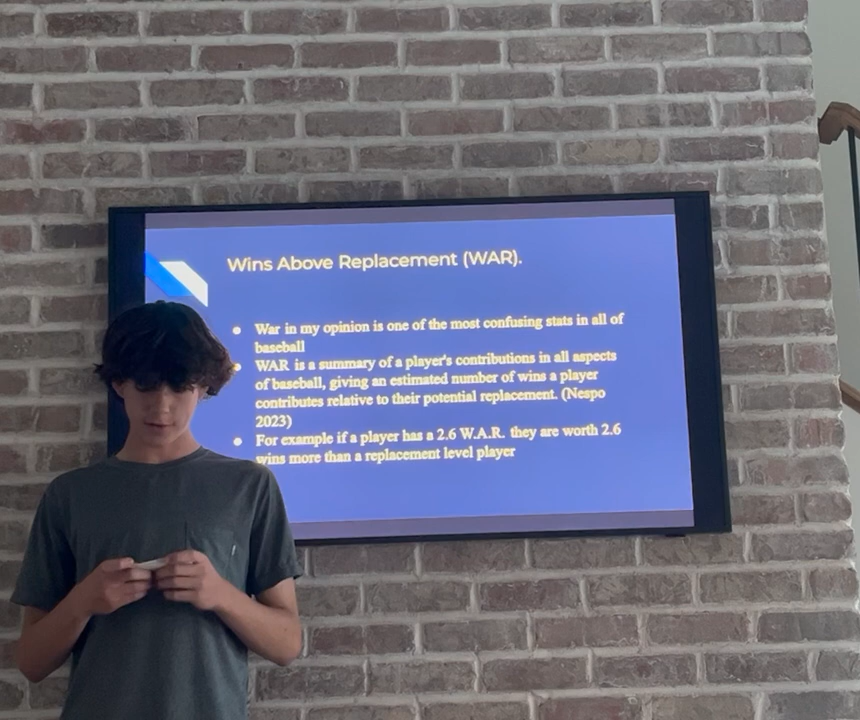 Wins Above Replacement (WAR).
● War in my opinion is one of the most confusing stats in all of
baseball
● WAR is a summary of a player's contributions in all aspects
of baseball, giving an estimated number of wins a player
contributes relative to their potential replacement. (Nespo
2023)
● For example if a player has a 2.6 W.A.R. they are worth 2.6
wins more than a replacement level player